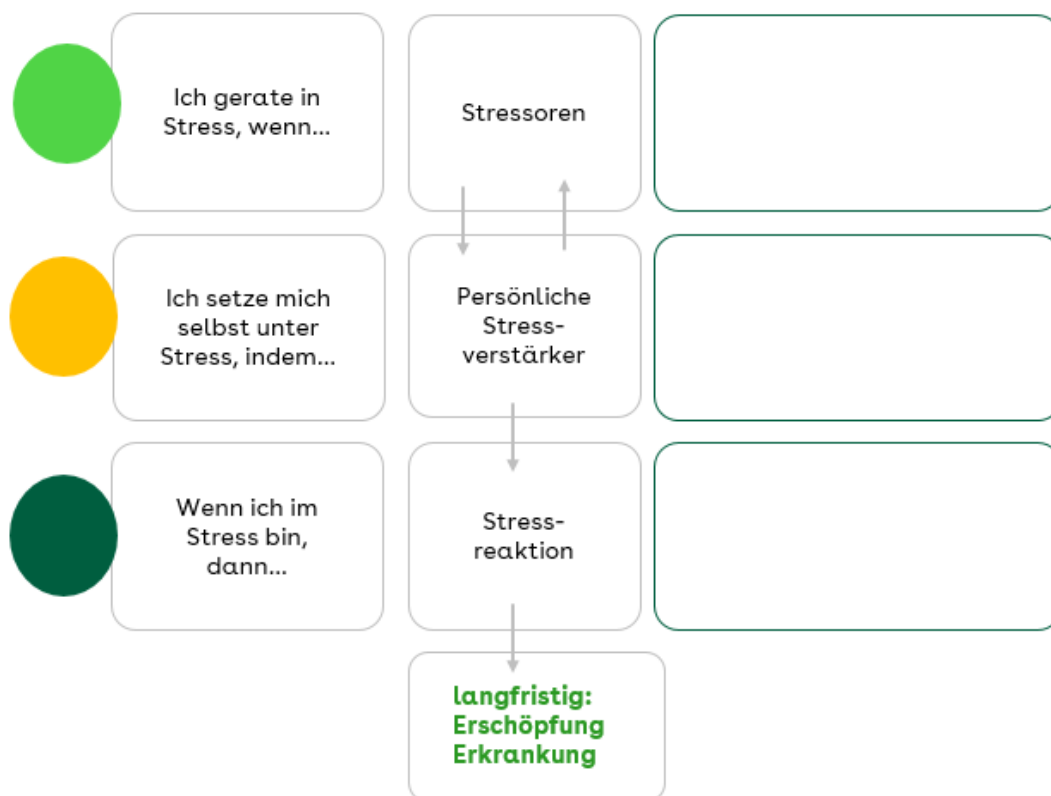 Ich gerate in
Stress, wenn...
Stressoren
Ich setze mich
selbst unter
Stress, indem...
Persönliche
Stress-
verstärker
Wenn ich im
Stress bin,
dann...
Stress-
reaktion
langfristig:
Erschöpfung
Erkrankung